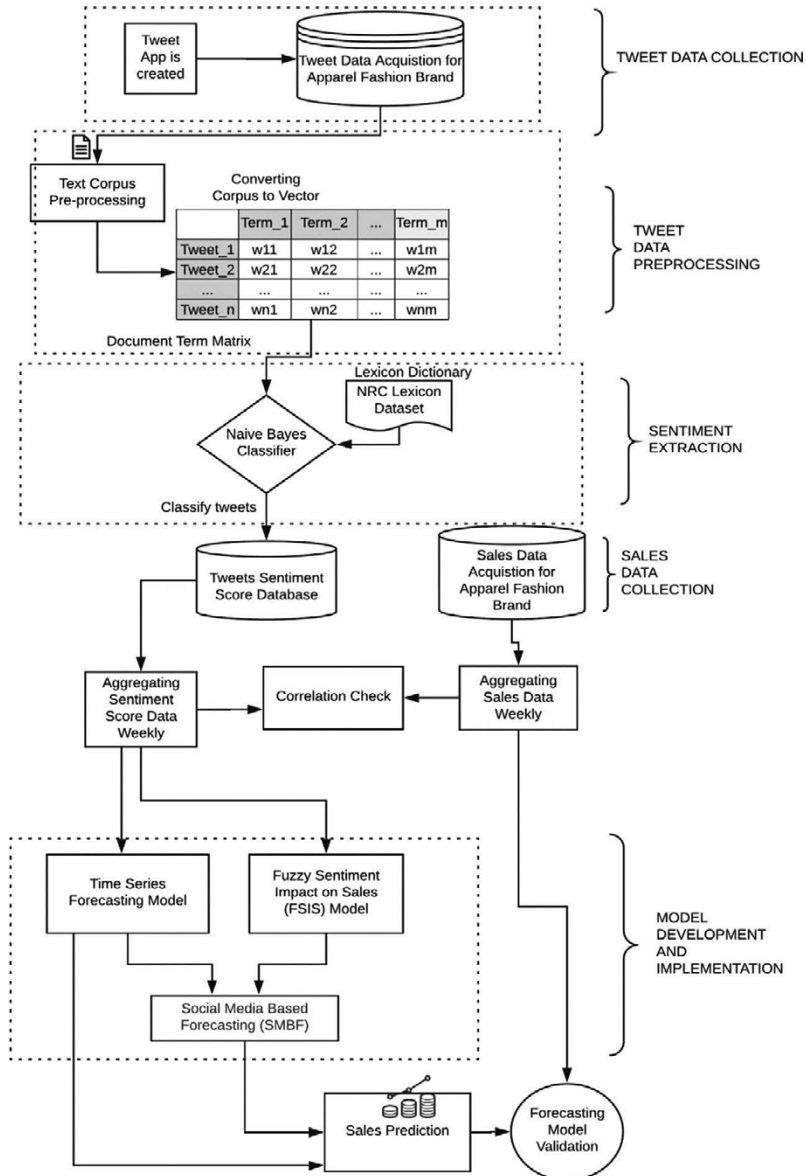 Tweet
App is
created
Tweet Data Acquistion for
Apparel Fashion Brand
TWEET DATA COLLECTION
Text Corpus
Pre-processing
Converting
Corpus to Vector
Term_1 Term_2 ... Term_m
Tweet_1 w11 w12 ... w1m
Tweet_2 w21 w22 ... w2m
... ... ... ... ...
Tweet_n wn1 wn2 ... wnm
Document Term Matrix
TWEET
DATA
PREPROCESSING
Lexicon Dictionary
NRC Lexicon
Dataset
Naive Bayes
Classifier
Classify tweets
SENTIMENT
EXTRACTION
Tweets Sentiment
Score Database
Sales Data
Acquistion for
Apparel Fashion
Brand
SALES
DATA
COLLECTION
Aggregating
Sentiment
Score Data
Weekly
Correlation Check
Aggregating
Sales Data
Weekly
Time Series
Forecasting Model
Fuzzy Sentiment
Impact on Sales
(FSIS) Model
Social Media Based
Forecasting (SMBF)
MODEL
DEVELOPMENT
AND
IMPLEMENTATION
Sales Prediction
Forecasting
Model
Validation